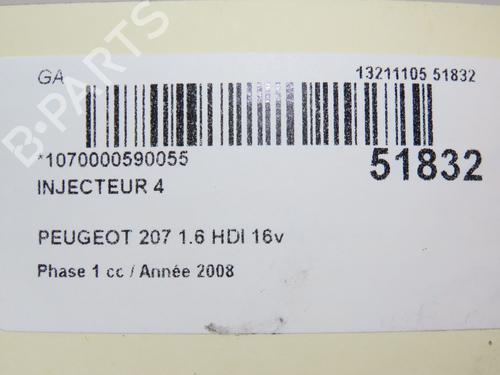 GA 13211105 51832
*1070000590055 51832
INJECTEUR 4
PEUGEOT 207 1.6 HDI 16v
Phase 1 cc / Année 2008
B-PARTS